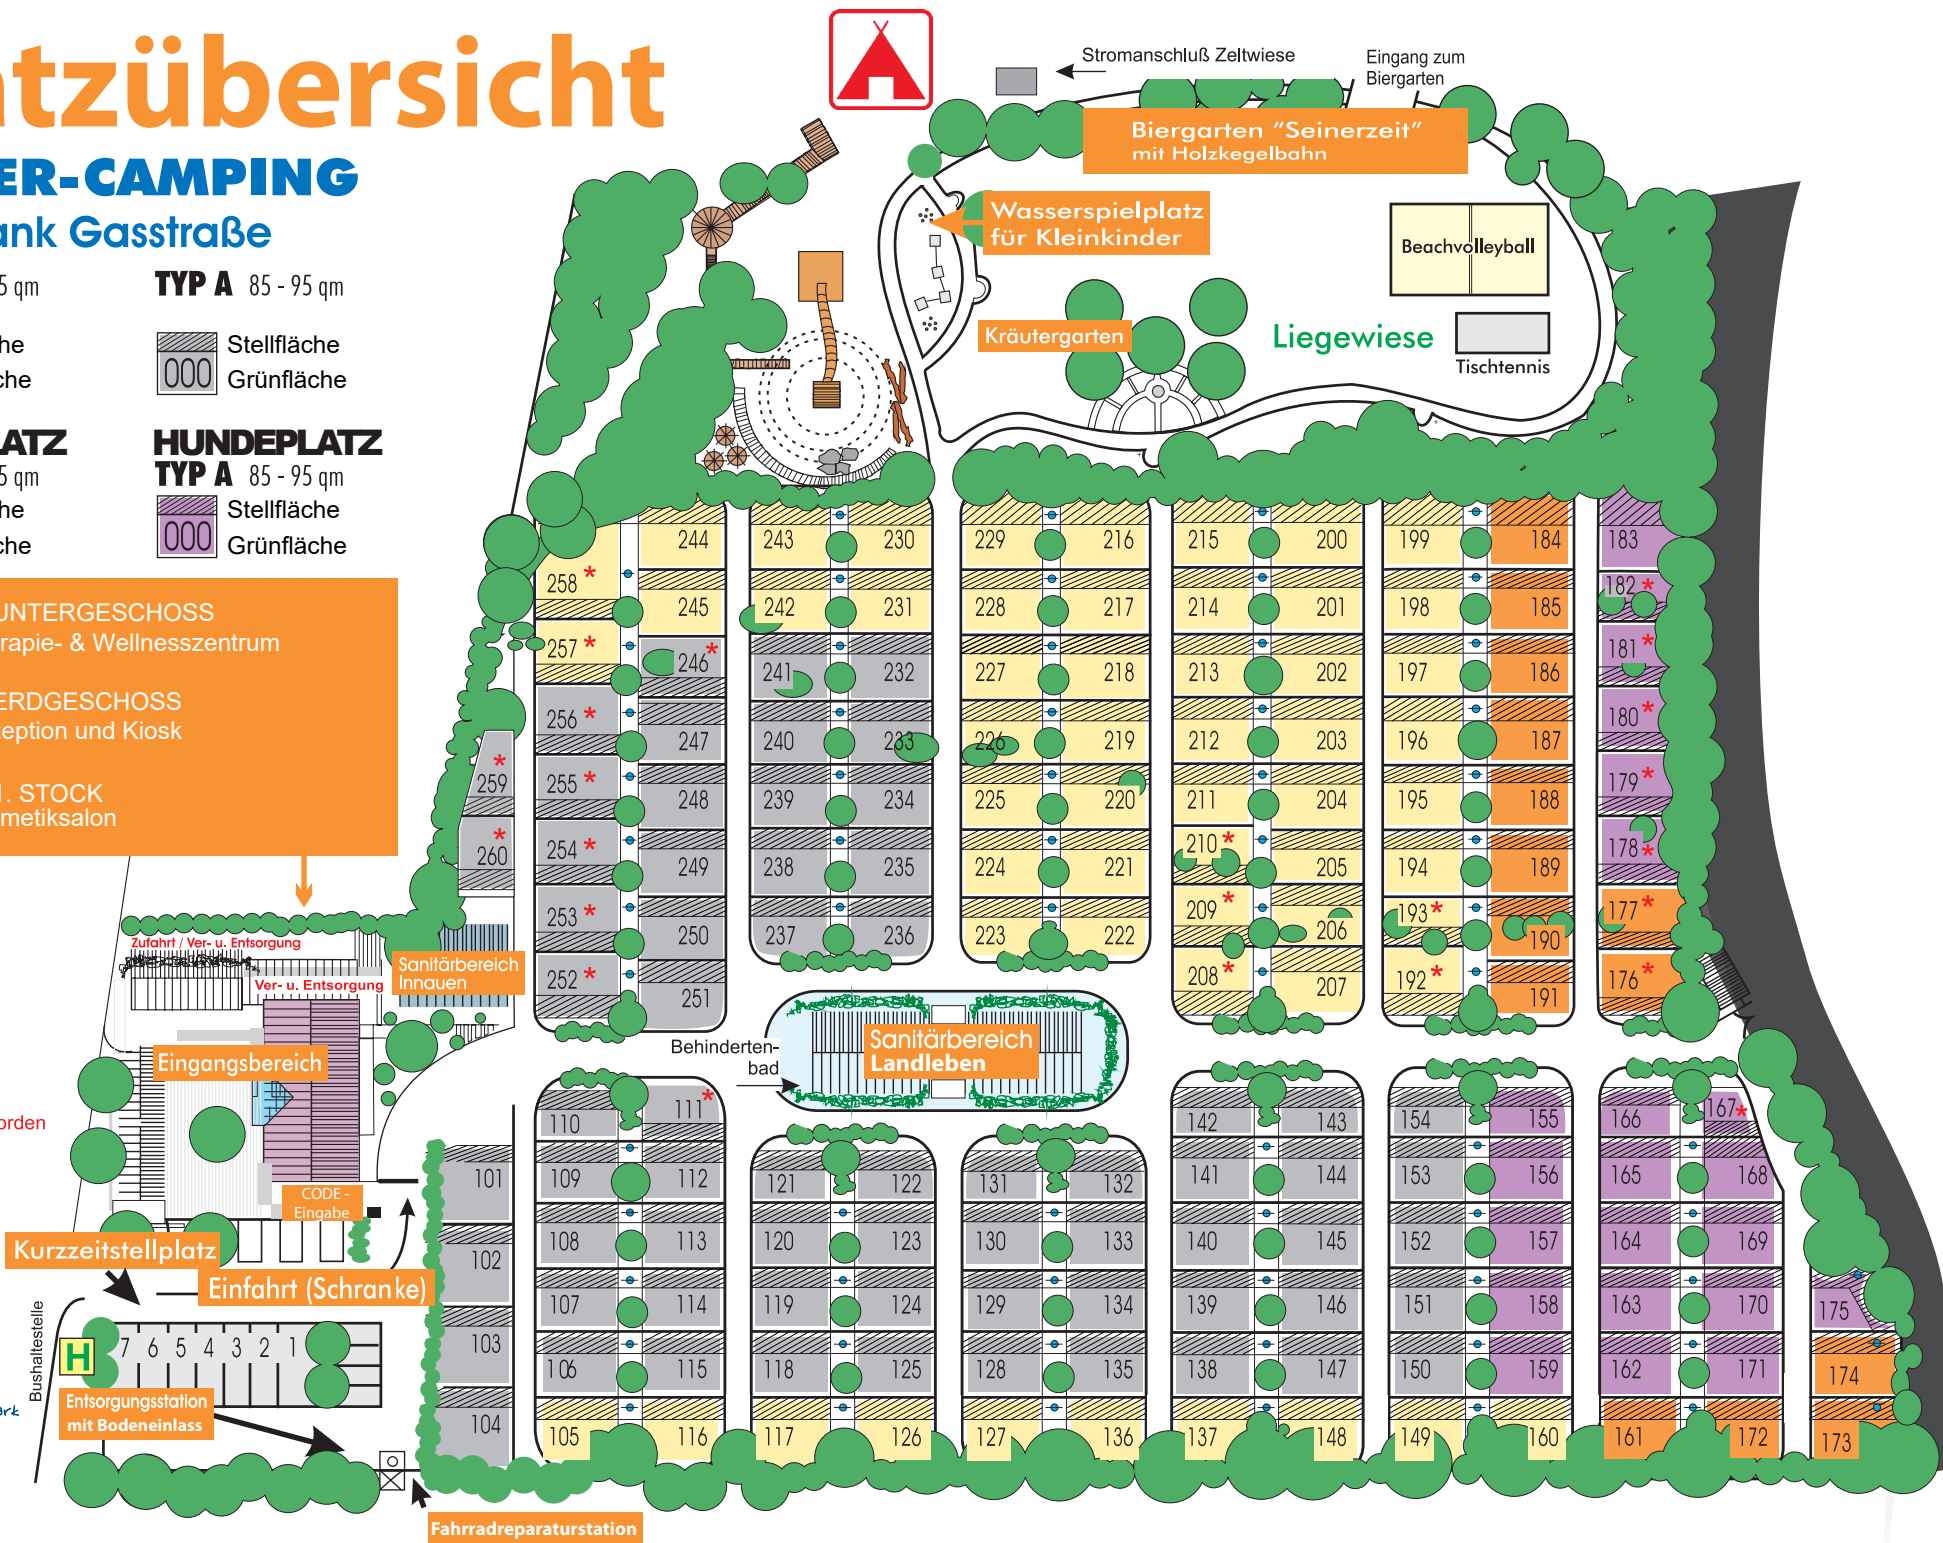 atzübersicht
ER-CAMPING
ank Gasstraße
5 qm
TYP A 85 - 95 qm
he
Stellfläche
che
000
Grünfläche
LATZ
HUNDEPLATZ
5 qm
TYP A 85 - 95 qm
he
Stellfläche
che
000
Grünfläche
UNTERGESCHOSS
rapie- & Wellnesszentrum
ERDGESCHOSS
eption und Kiosk
1. STOCK
metiksalon
Stromanschluß Zeltwiese
Eingang zum
Biergarten
Biergarten “Seinerzeit”
mit Holzkegelbahn
Wasserspielplatz
für Kleinkinder
Beachvolleyball
Kräutergarten
Liegewiese
Tischtennis
244 243 230 229 216 215 200 199 184 183
258 * 245 242 231 228 217 214 201 198 185 182 *
257 * 246 * 241 232 227 218 213 202 197 186 181 *
256 * 247 240 233 226 219 212 203 196 187 180 *
259 * 255 * 248 239 234 225 220 211 204 195 188 179 *
260 * 254 * 249 238 235 224 221 210 * 205 194 189 178 *
253 * 250 237 236 223 222 209 * 206 193 * 190 177 *
252 * 251 208 * 207 192 * 191 176 *
Zufahrt / Ver- u. Entsorgung
Ver- u. Entsorgung
Sanitärbereich
Innauen
Eingangsbereich
Behinderten-
bad
Sanitärbereich
Landleben
orden
CODE -
Eingabe
Kurzzeitstellplatz
Einfahrt (Schranke)
Bushaltestelle
H
7 6 5 4 3 2 1
Entsorgungsstation
mit Bodeneinlass
ark
Fahrradreparaturstation
110 111 * 142 143 154 155 166 167 *
101 109 112 121 122 131 132 141 144 153 156 165 168
102 108 113 120 123 130 133 140 145 152 157 164 169
103 107 114 119 124 129 134 139 146 151 158 163 170 175
106 115 118 125 128 135 138 147 150 159 162 171 174
104 105 116 117 126 127 136 137 148 149 160 161 172 173